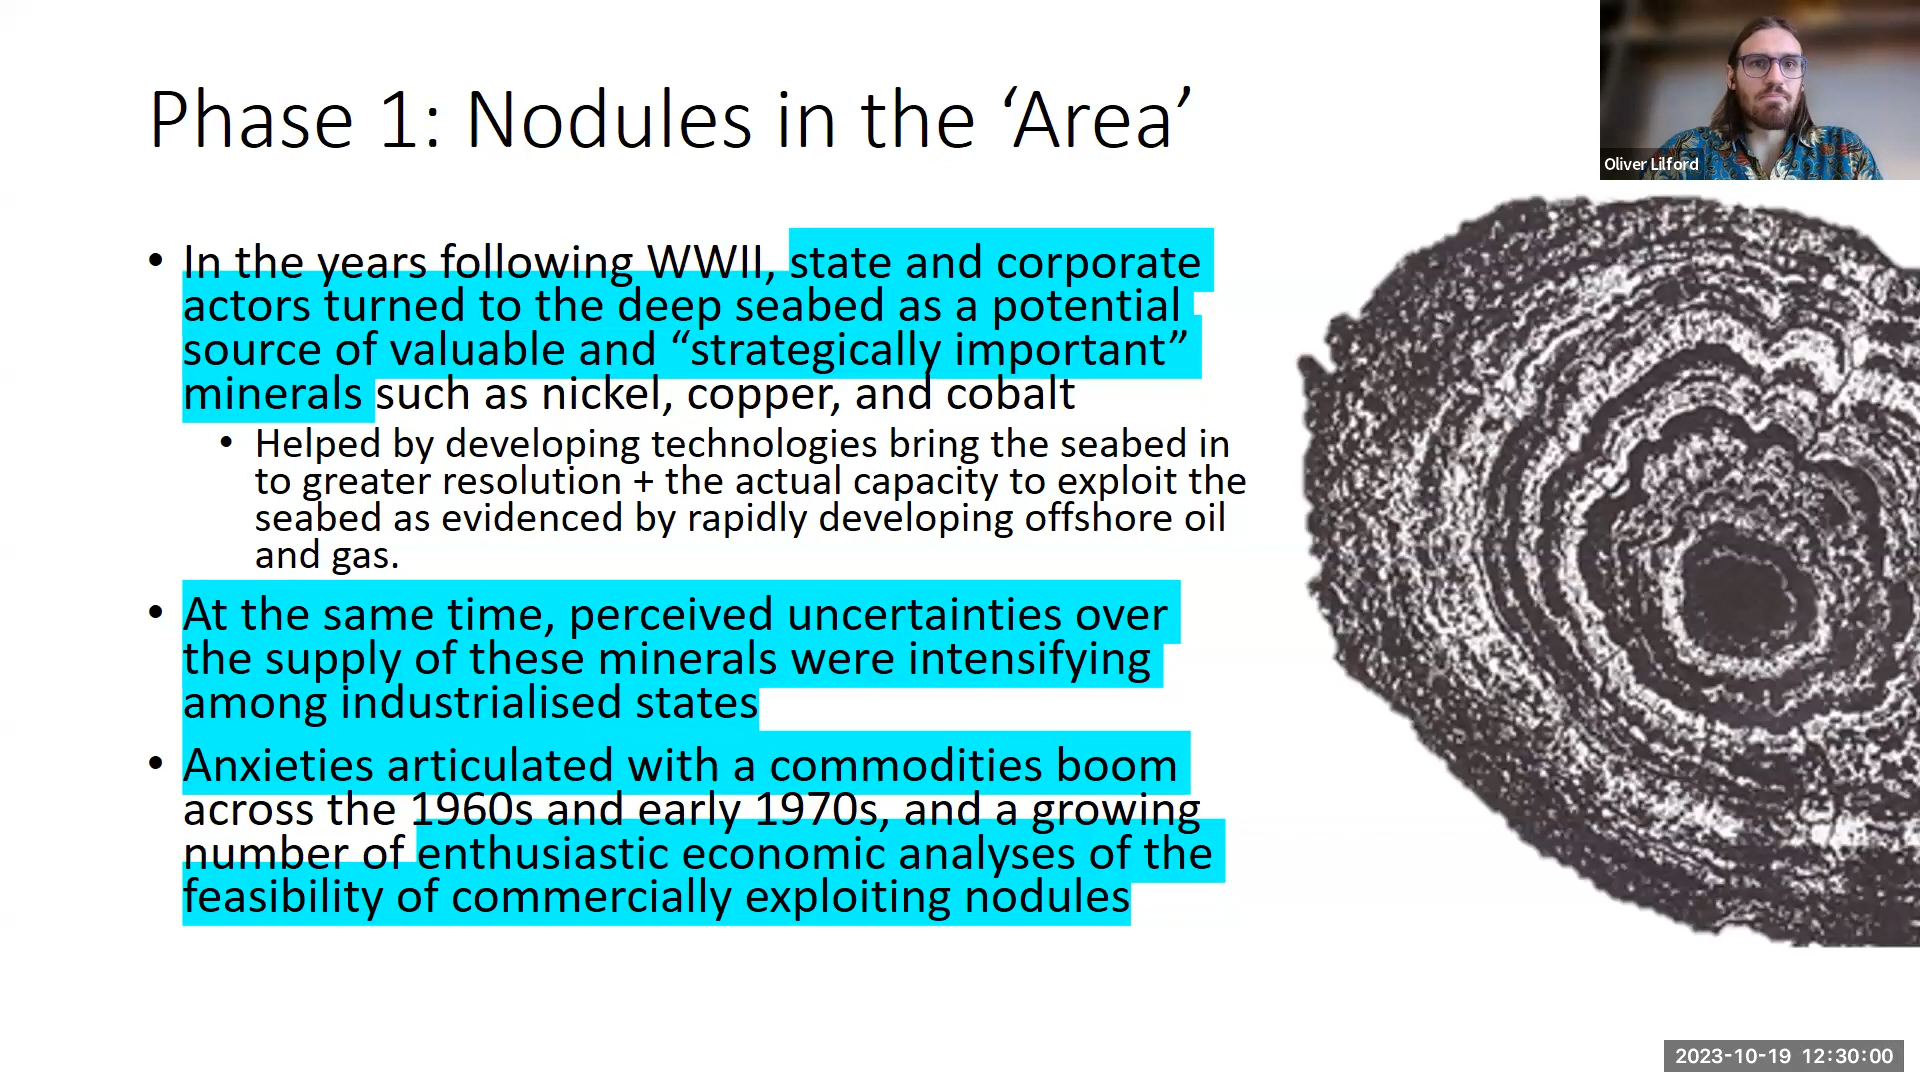 Phase 1: Nodules in the ‘Area’
Oliver Lilford
• In the years following WWII, state and corporate
actors turned to the deep seabed as a potential
source of valuable and “strategically important”
minerals such as nickel, copper, and cobalt
• Helped by developing technologies bring the seabed in
to greater resolution + the actual capacity to exploit the
seabed as evidenced by rapidly developing offshore oil
and gas.
• At the same time, perceived uncertainties over
the supply of these minerals were intensifying
among industrialised states
• Anxieties articulated with a commodities boom
across the 1960s and early 1970s, and a growing
number of enthusiastic economic analyses of the
feasibility of commercially exploiting nodules
2023-10-19 12:30:00